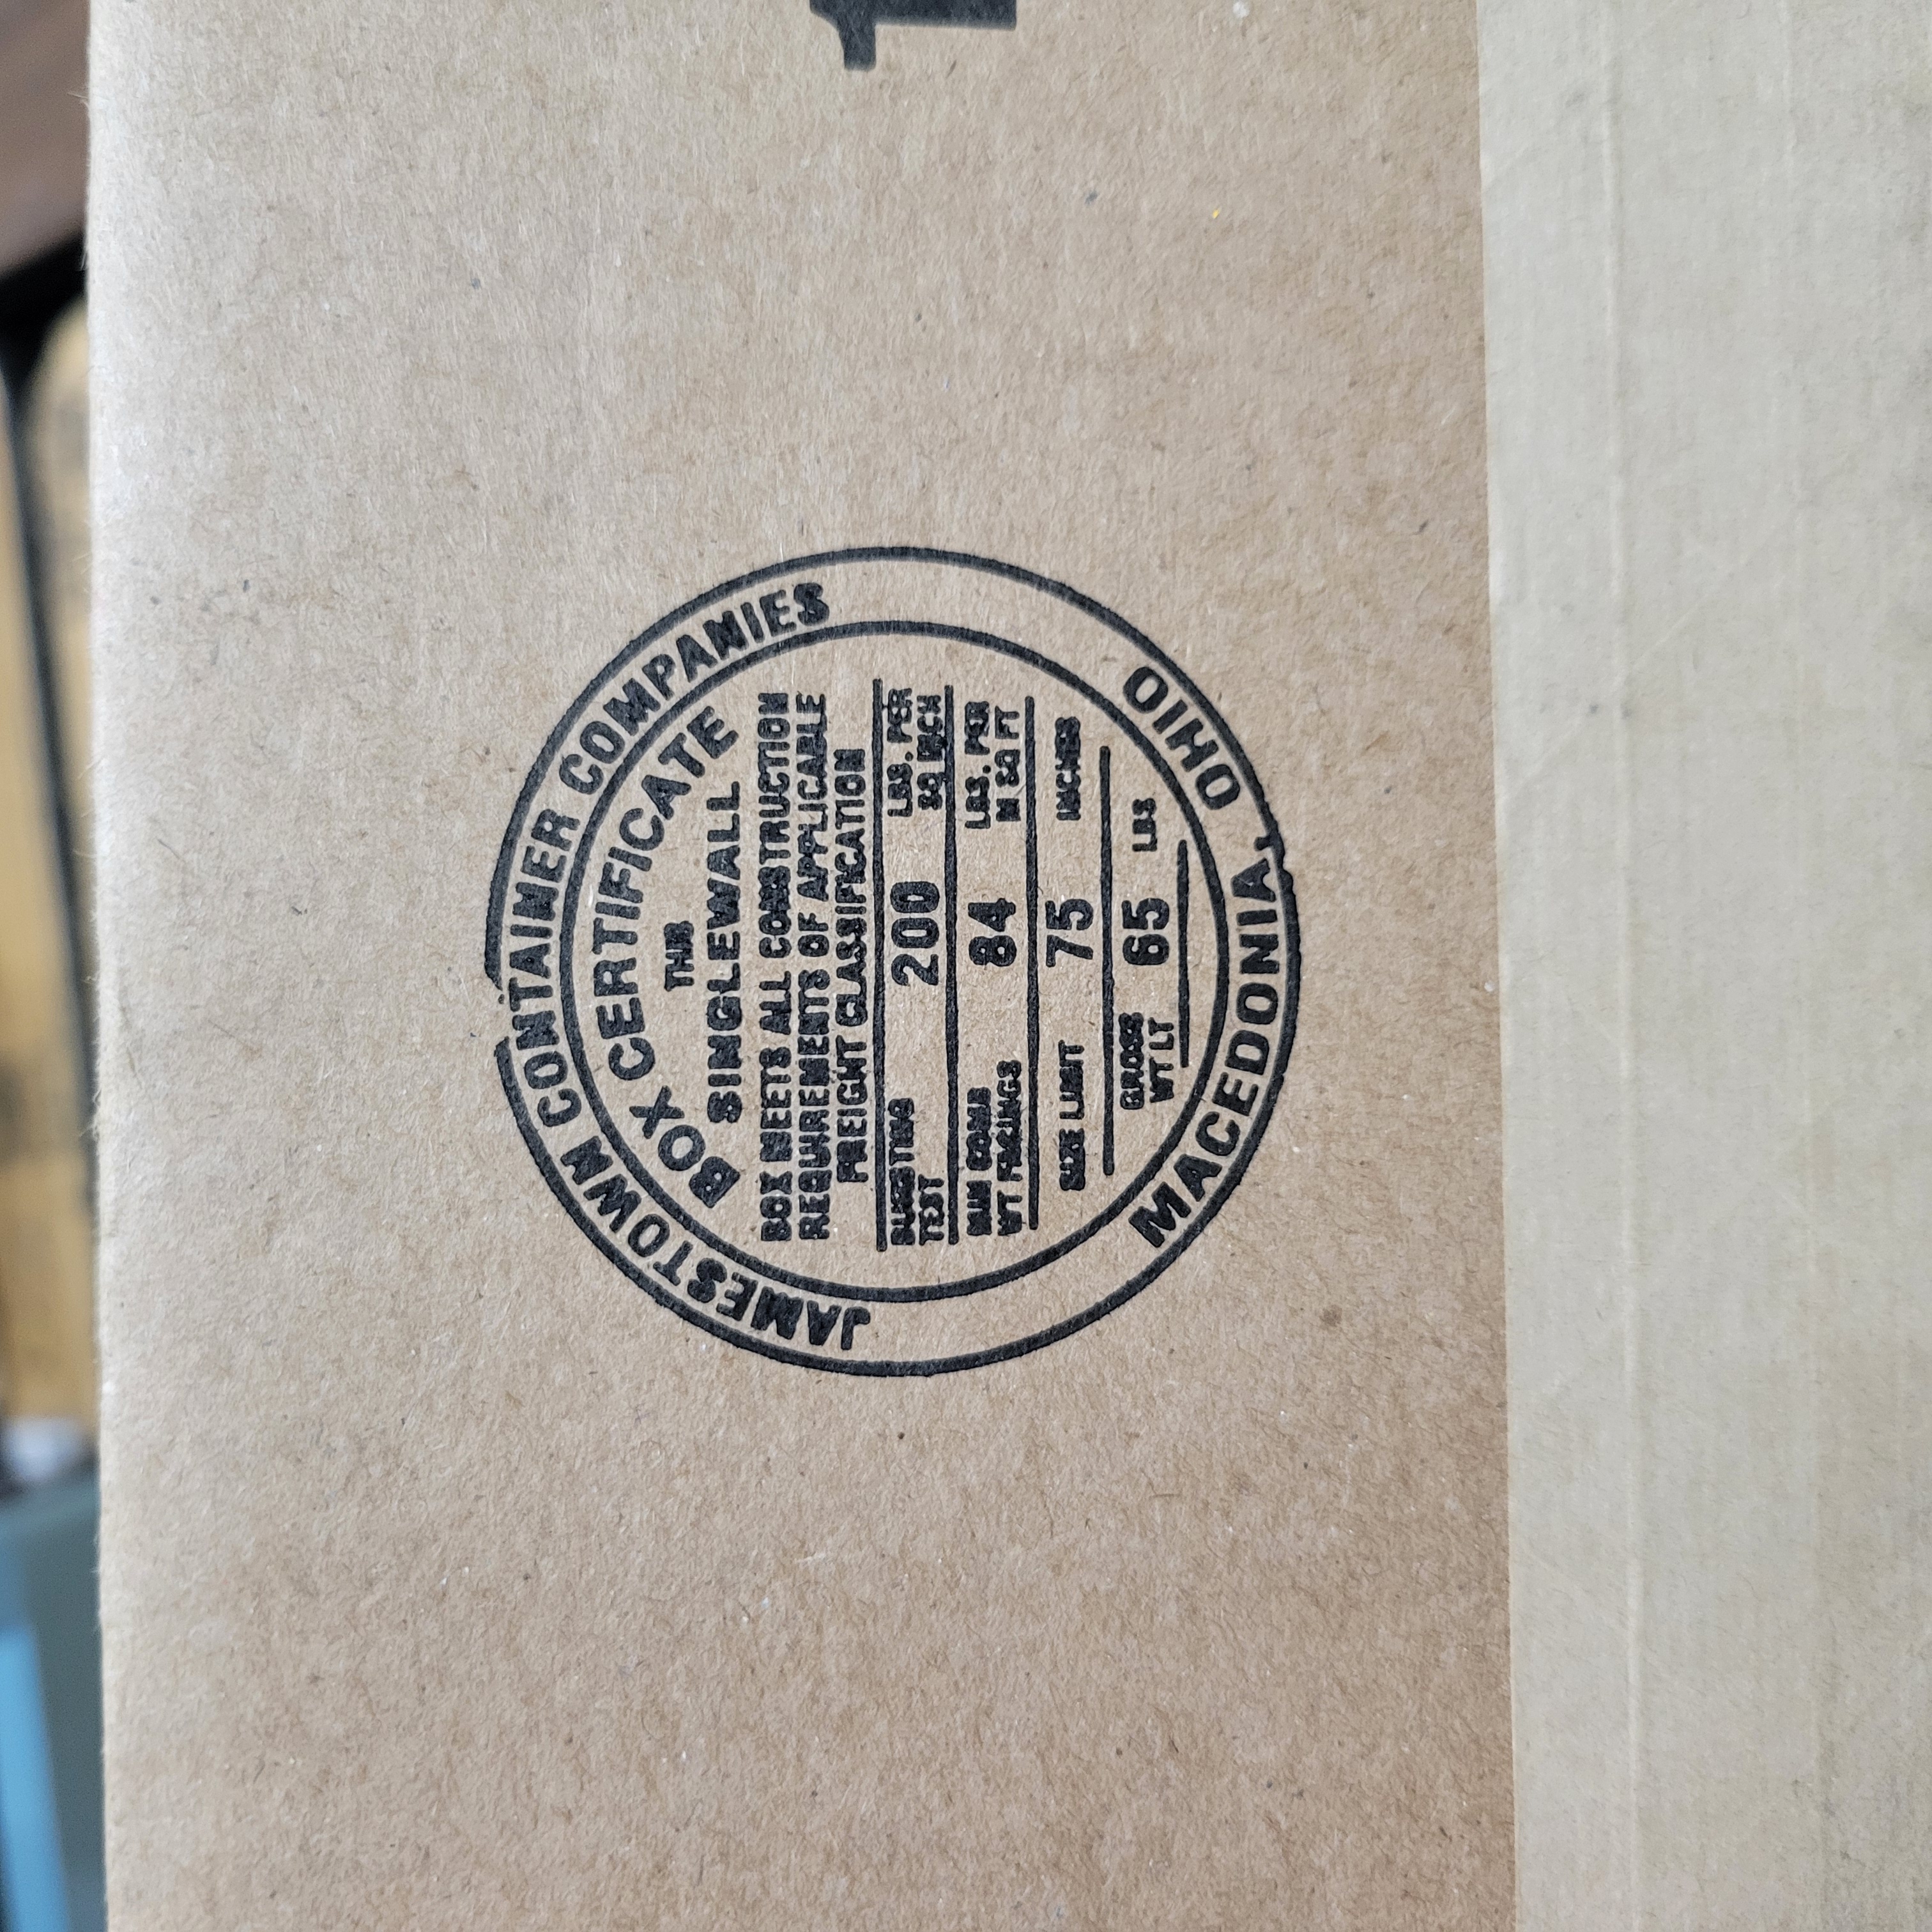 JAMESTOWN CONTAINER COMPANIES
BOX CERTIFICATE
THIS
SINGLEWALL
BOX MEETS ALL CONSTRUCTION
REQUIREMENTS OF APPLICABLE
FREIGHT CLASSIFICATION
BURSTING TEST 200 LBS. PER SQ INCH
MIN COMB WT FACINGS 84 LBS. PER M SQ FT
SIZE LIMIT 75 INCHES
GROSS WT LT 65 LBS
MACEDONIA, OIHO